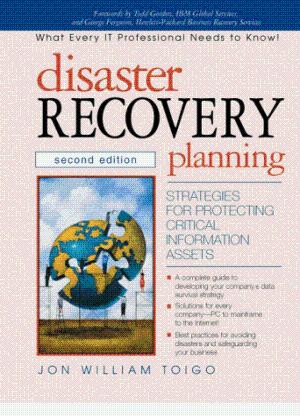 Forewords by Todd Gordon, IBM Global Services
and George Ferguson, Hewlett-Packard Business Recovery Services
What Every IT Professional Needs to Know!
disaster
RECOVERY
second edition
planning
STRATEGIES
FOR PROTECTING
CRITICAL
INFORMATION
ASSETS
A complete guide to
developing your company's data
survival strategy
Solutions for every
company—PC to mainframe
to the Internet!
Best practices for avoiding
disasters and safeguarding
your business
JON WILLIAM TOIGO